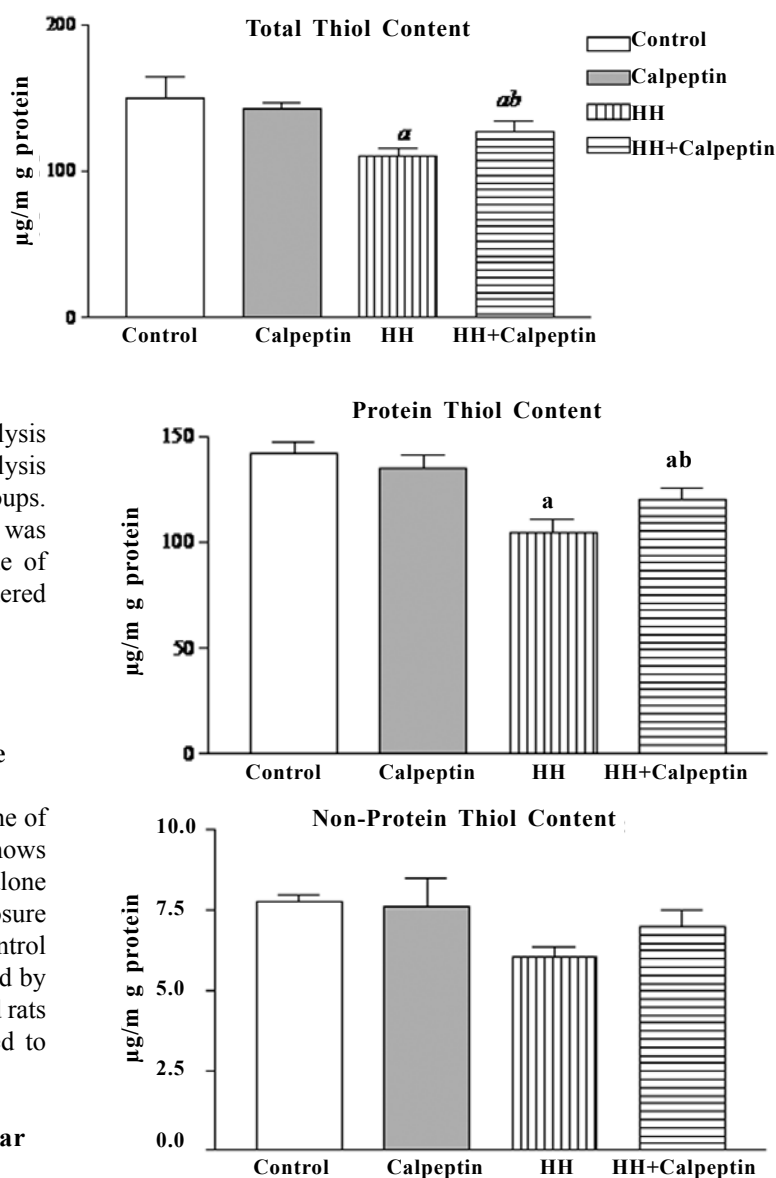 200
Total Thiol Content
Control
Calpeptin
HH
HH+Calpeptin
a
ab
100
0
µg/m g protein
Control Calpeptin HH HH+Calpeptin
lysis
lysis
oups.
was
e of
ered
e
ne of
hows
alone
osure
ntrol
d by
l rats
ed to
ar
Protein Thiol Content
150
a
ab
100
50
0
µg/m g protein
Control Calpeptin HH HH+Calpeptin
Non-Protein Thiol Content
10.0
7.5
5.0
2.5
0.0
µg/m g protein
Control Calpeptin HH HH+Calpeptin